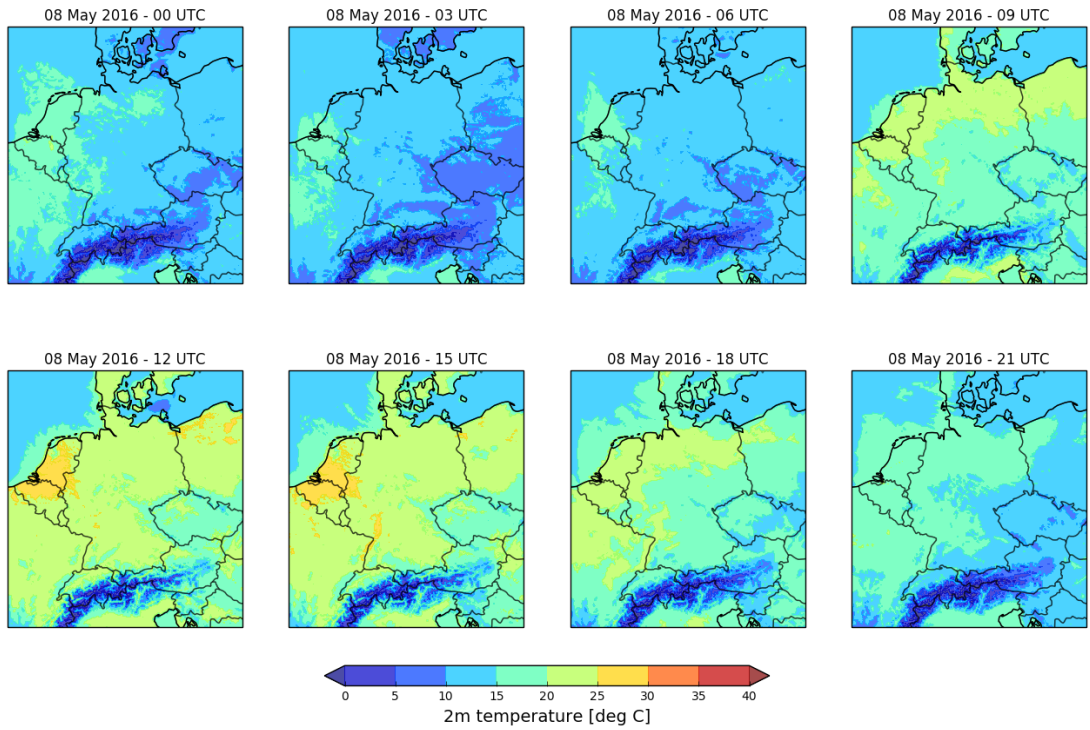 08 May 2016 - 00 UTC
08 May 2016 - 03 UTC
08 May 2016 - 06 UTC
08 May 2016 - 09 UTC
08 May 2016 - 12 UTC
08 May 2016 - 15 UTC
08 May 2016 - 18 UTC
08 May 2016 - 21 UTC
0 5 10 15 20 25 30 35 40
2m temperature [deg C]